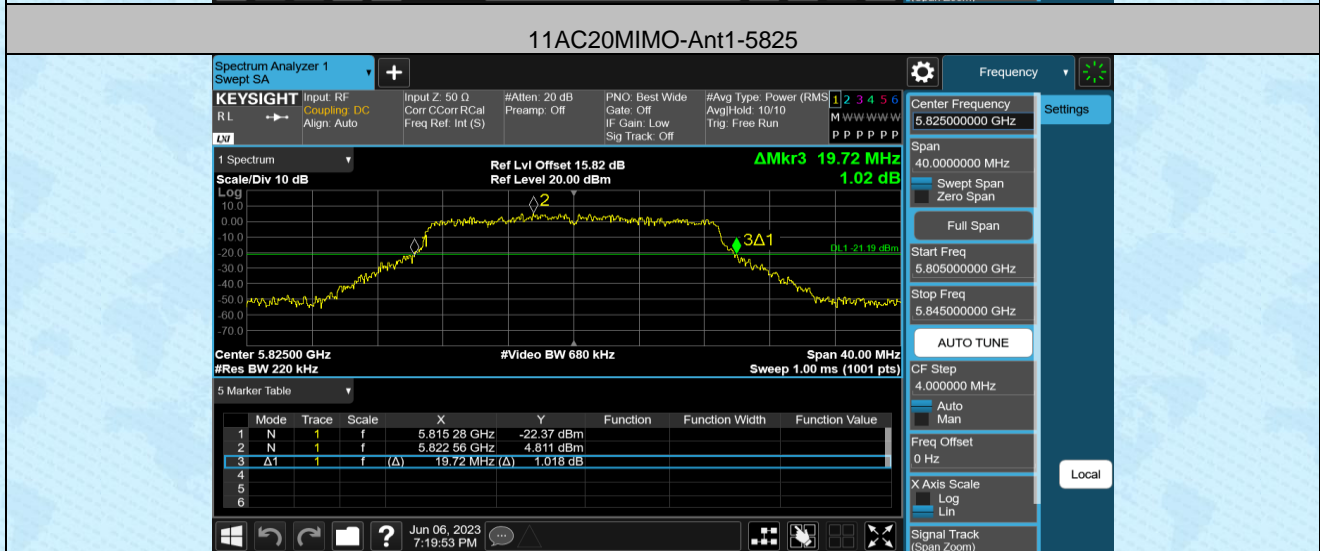 (Span Zoom)
11AC20MIMO-Ant1-5825
Spectrum Analyzer 1
Swept SA
Frequency
KEYSIGHT
R L
LXI
Input: RF
Coupling: DC
Align: Auto
Input Z: 50 Ω
Corr CCorr RCal
Freq Ref: Int (S)
#Atten: 20 dB
Preamp: Off
PNO: Best Wide
Gate: Off
IF Gain: Low
Sig Track: Off
#Avg Type: Power (RMS
Avg|Hold: 10/10
Trig: Free Run
1 2 3 4 5 6
M W W W W W
P P P P P P
Center Frequency
5.825000000 GHz
Settings
Span
40.0000000 MHz
Swept Span
Zero Span
Full Span
Start Freq
5.805000000 GHz
Stop Freq
5.845000000 GHz
AUTO TUNE
CF Step
4.000000 MHz
Auto
Man
Freq Offset
0 Hz
X Axis Scale
Log
Lin
Local
Signal Track
(Span Zoom)
1 Spectrum
Scale/Div 10 dB
Ref Lvl Offset 15.82 dB
Ref Level 20.00 dBm
ΔMkr3 19.72 MHz
1.02 dB
Log
10.0
0.00
-10.0
-20.0
-30.0
-40.0
-50.0
-60.0
-70.0
1
2
3Δ1
DL1 -21.19 dBm
Center 5.82500 GHz
#Video BW 680 kHz
Span 40.00 MHz
#Res BW 220 kHz
Sweep 1.00 ms (1001 pts)
5 Marker Table
Mode Trace Scale X Y Function Function Width Function Value
1 N 1 f 5.815 28 GHz -22.37 dBm
2 N 1 f 5.822 56 GHz 4.811 dBm
3 Δ1 1 f (Δ) 19.72 MHz (Δ) 1.018 dB
4
5
6
?
Jun 06, 2023
7:19:53 PM